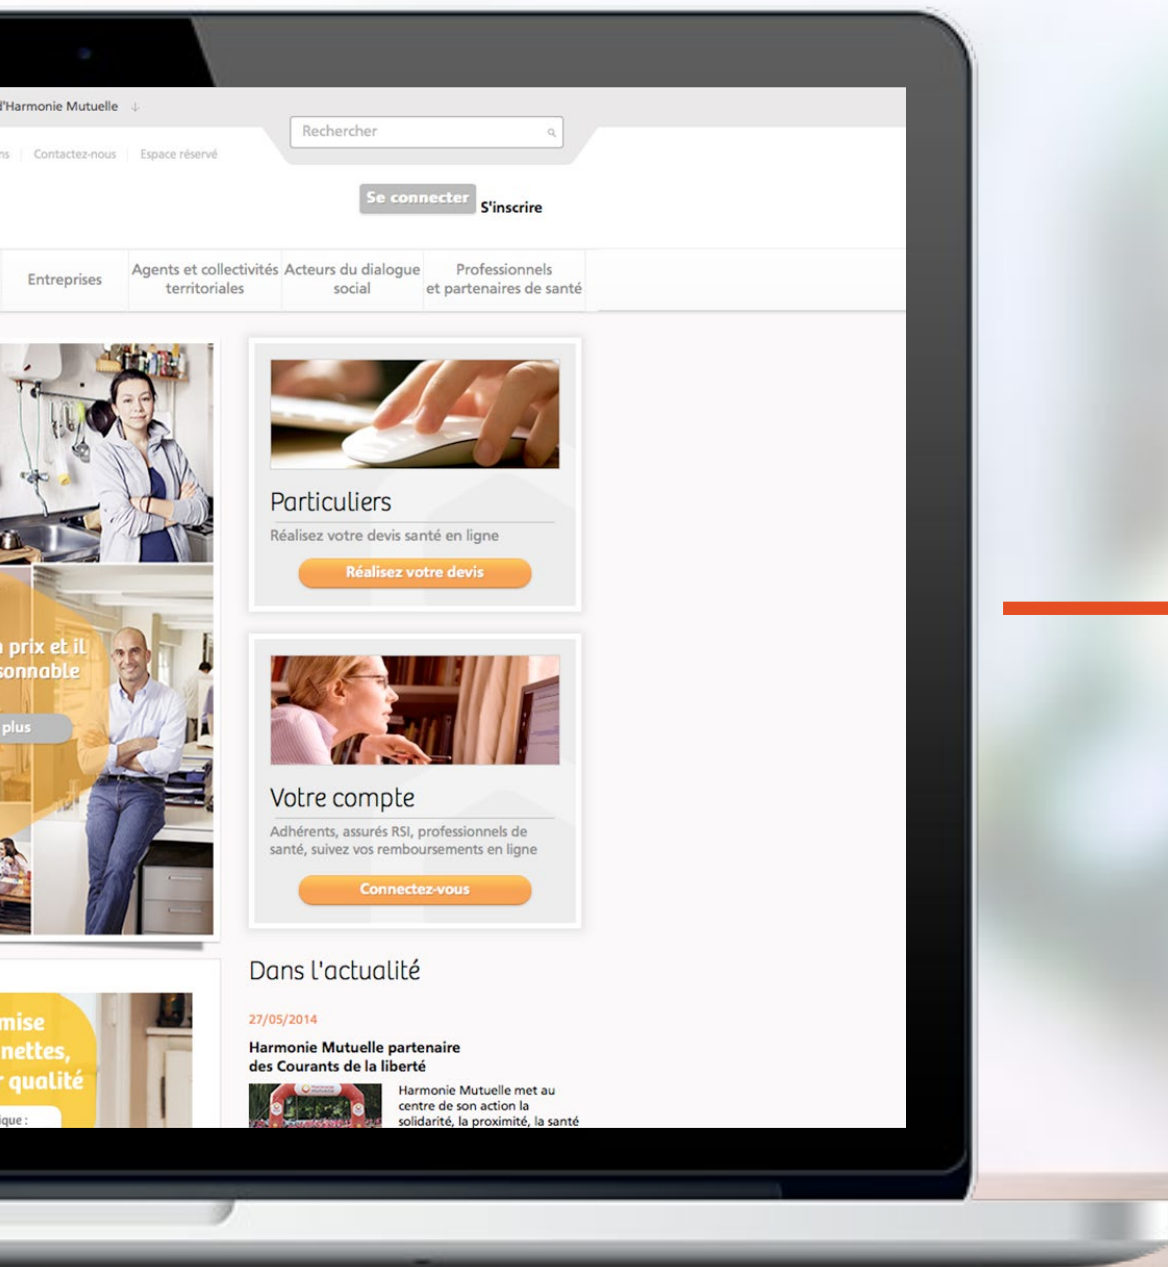 d'Harmonie Mutuelle ↓
Rechercher
Contactez-nous
Espace réservé
Se connecter
S'inscrire
Entreprises
Agents et collectivités
territoriales
Acteurs du dialogue
social
Professionnels
et partenaires de santé
Particuliers
Réalisez votre devis santé en ligne
Réalisez votre devis
prix et il
plus
Votre compte
Adhérents, assurés RSI, professionnels de
santé, suivez vos remboursements en ligne
Connectez-vous
Dans l'actualité
27/05/2014
Harmonie Mutuelle partenaire
des Courants de la liberté
Harmonie Mutuelle met au
centre de son action la
solidarité, la proximité, la santé
mise
nettes,
qualité